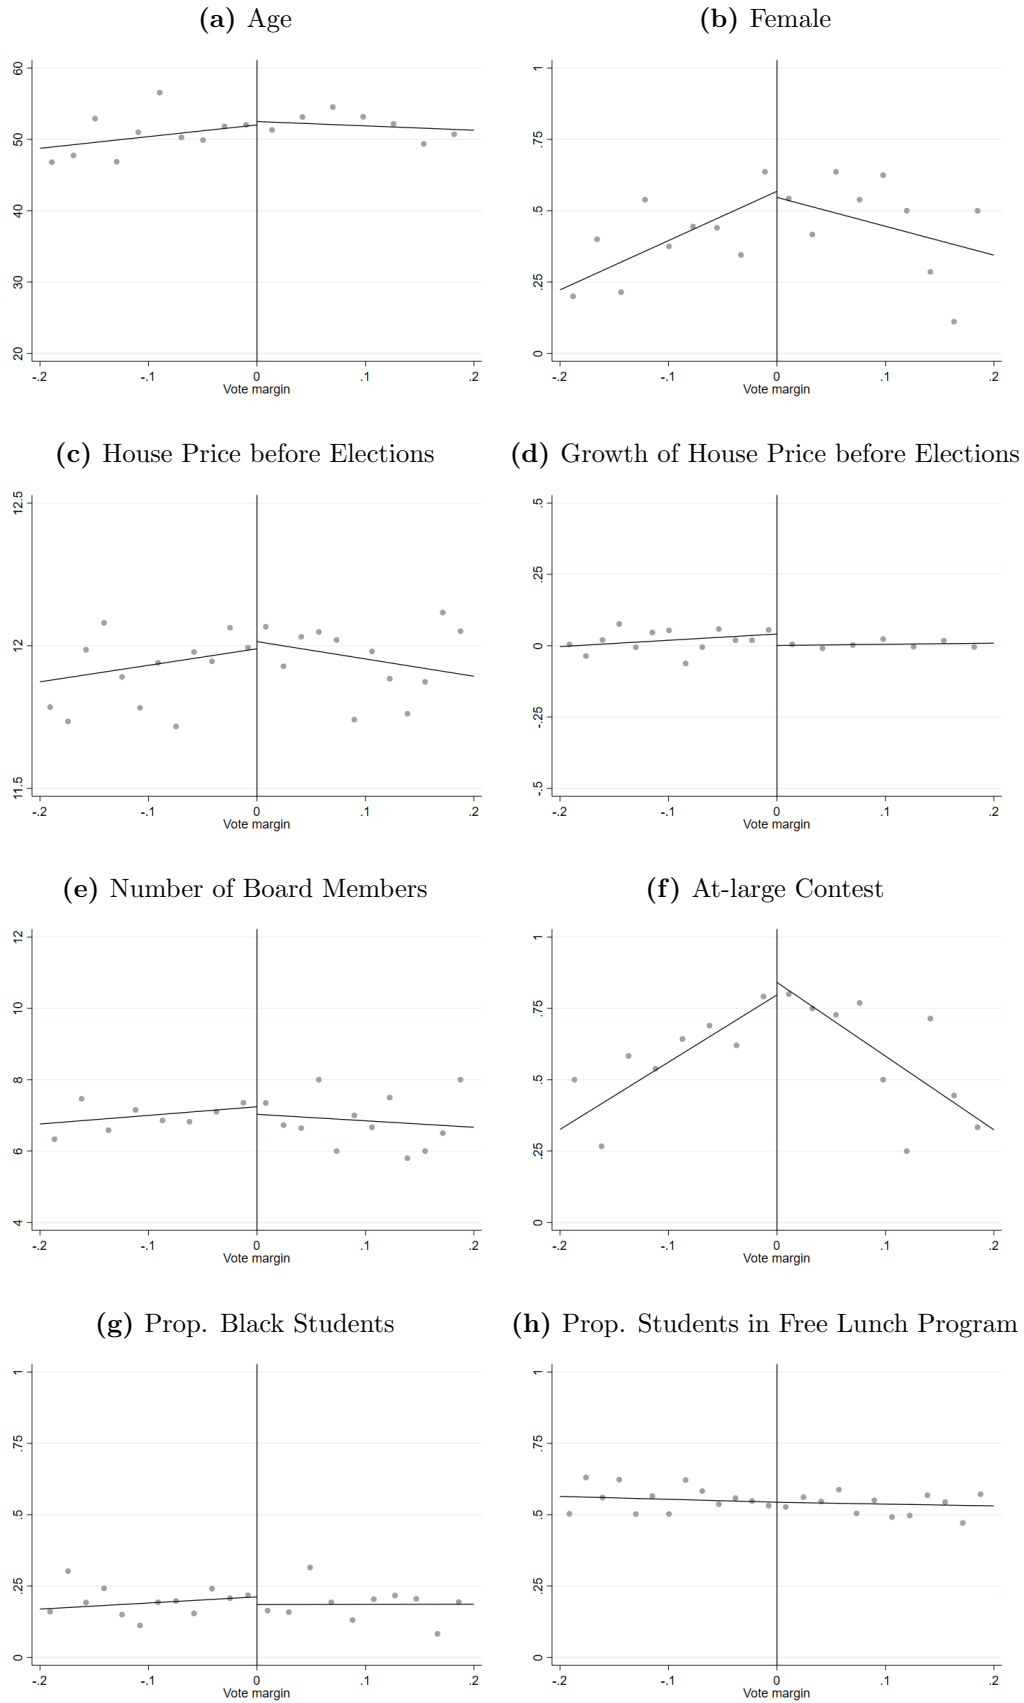 (a) Age
60
50
40
30
20
-.2 -.1 0 .1 .2
Vote margin
(b) Female
1
.75
.5
.25
0
-.2 -.1 0 .1 .2
Vote margin
(c) House Price before Elections
12.5
12
11.5
-.2 -.1 0 .1 .2
Vote margin
(d) Growth of House Price before Elections
.5
.25
0
-.25
-.5
-.2 -.1 0 .1 .2
Vote margin
(e) Number of Board Members
12
10
8
6
4
-.2 -.1 0 .1 .2
Vote margin
(f) At-large Contest
1
.75
.5
.25
0
-.2 -.1 0 .1 .2
Vote margin
(g) Prop. Black Students
1
.75
.5
.25
0
-.2 -.1 0 .1 .2
Vote margin
(h) Prop. Students in Free Lunch Program
1
.75
.5
.25
0
-.2 -.1 0 .1 .2
Vote margin